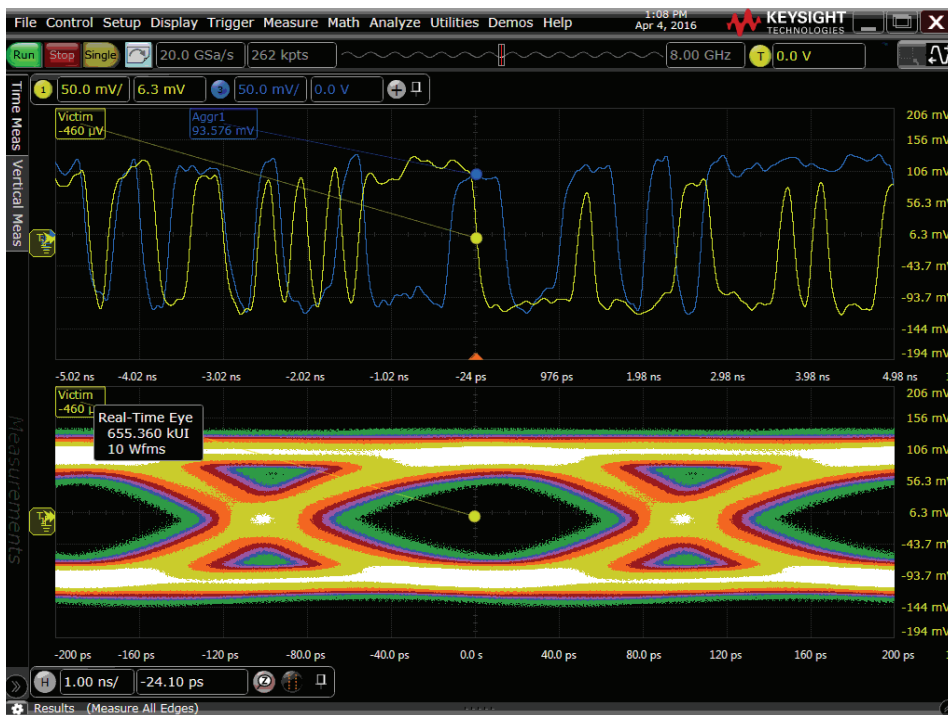 File Control Setup Display Trigger Measure Math Analyze Utilities Demos Help
1:08 PM
Apr 4, 2016
KEYSIGHT
TECHNOLOGIES
Run Stop Single 20.0 GSa/s 262 kpts 8.00 GHz T 0.0 V
1 50.0 mV/ 6.3 mV 3 50.0 mV/ 0.0 V
Time Meas
Vertical Meas
Measurements
Victim
-460 µV
Aggr1
93.576 mV
206 mV
156 mV
106 mV
56.3 mV
6.3 mV
-43.7 mV
-93.7 mV
-144 mV
-194 mV
-5.02 ns -4.02 ns -3.02 ns -2.02 ns -1.02 ns -24 ps 976 ps 1.98 ns 2.98 ns 3.98 ns 4.98 ns
Victim
-460 µ
Real-Time Eye
655.360 kUI
10 Wfms
206 mV
156 mV
106 mV
56.3 mV
6.3 mV
-43.7 mV
-93.7 mV
-144 mV
-194 mV
-200 ps -160 ps -120 ps -80.0 ps -40.0 ps 0.0 s 40.0 ps 80.0 ps 120 ps 160 ps 200 ps
H 1.00 ns/ -24.10 ps
Results (Measure All Edges)